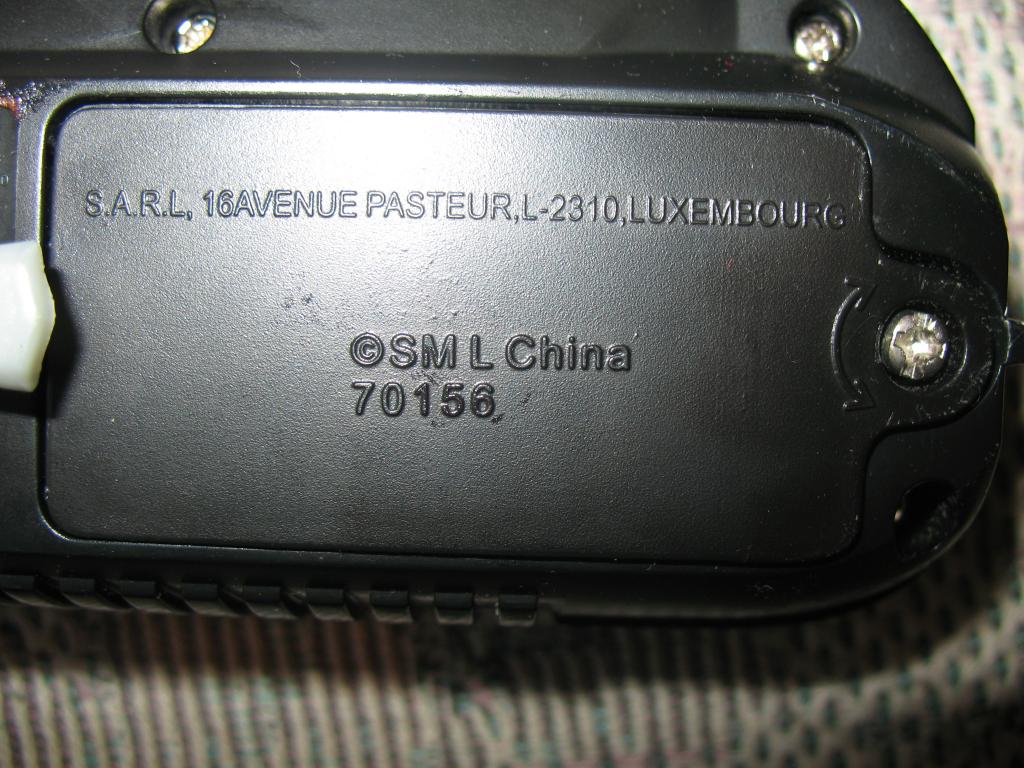 S.A.R.L, 16AVENUE PASTEUR,L-2310,LUXEMBOURG
©SM L China
70156